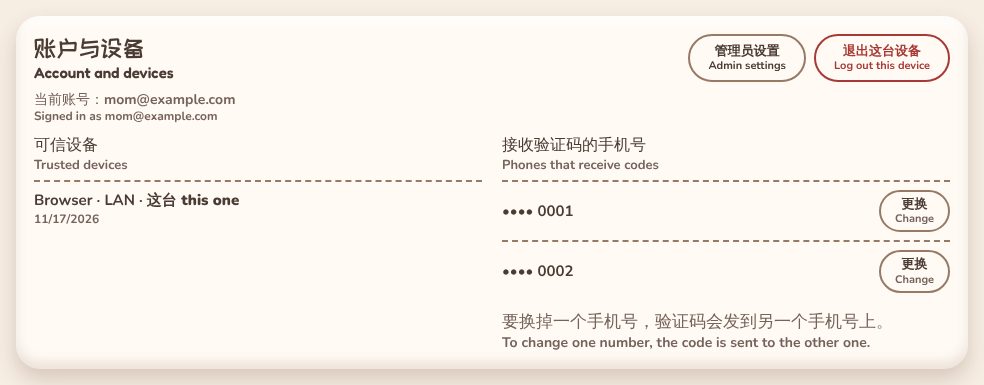 账户与设备
Account and devices
当前账号：mom@example.com
Signed in as mom@example.com
管理员设置
Admin settings
退出这台设备
Log out this device
可信设备
Trusted devices
Browser · LAN · 这台 this one
11/17/2026
接收验证码的手机号
Phones that receive codes
•••• 0001
更换
Change
•••• 0002
更换
Change
要换掉一个手机号，验证码会发到另一个手机号上。
To change one number, the code is sent to the other one.